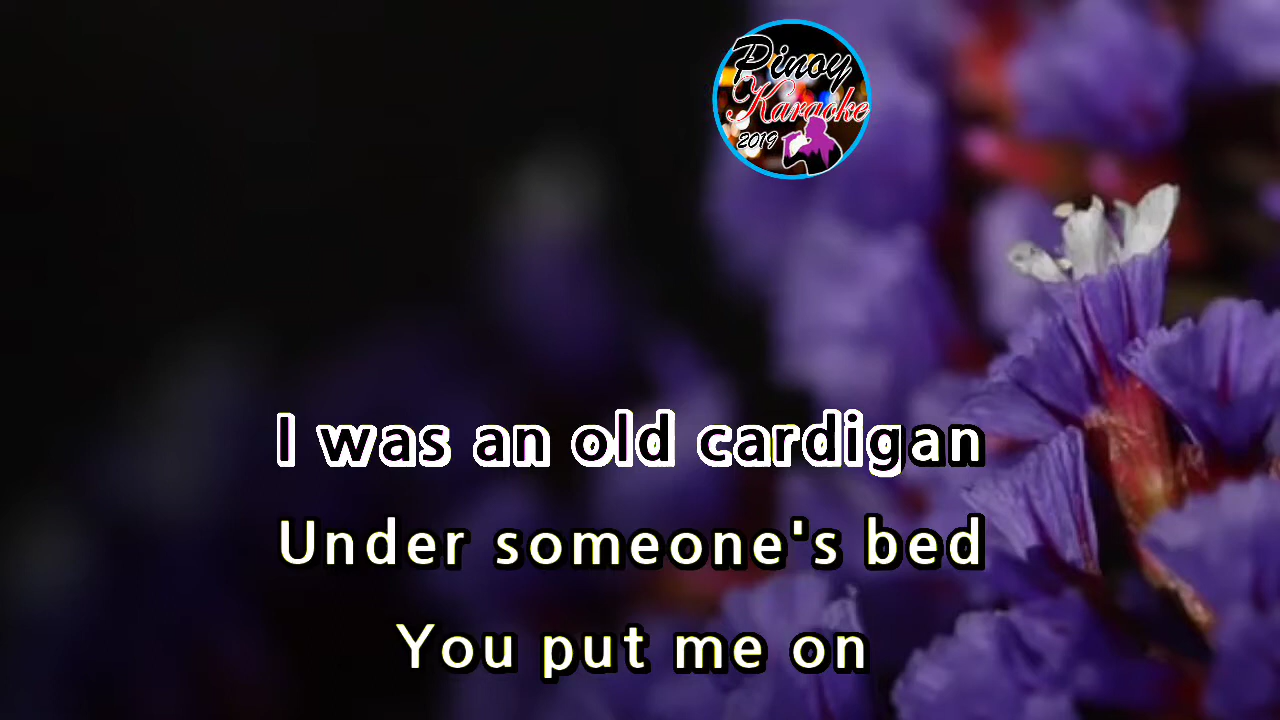 Pinoy
Karaoke
2019
I was an old cardigan
Under someone's bed
You put me on